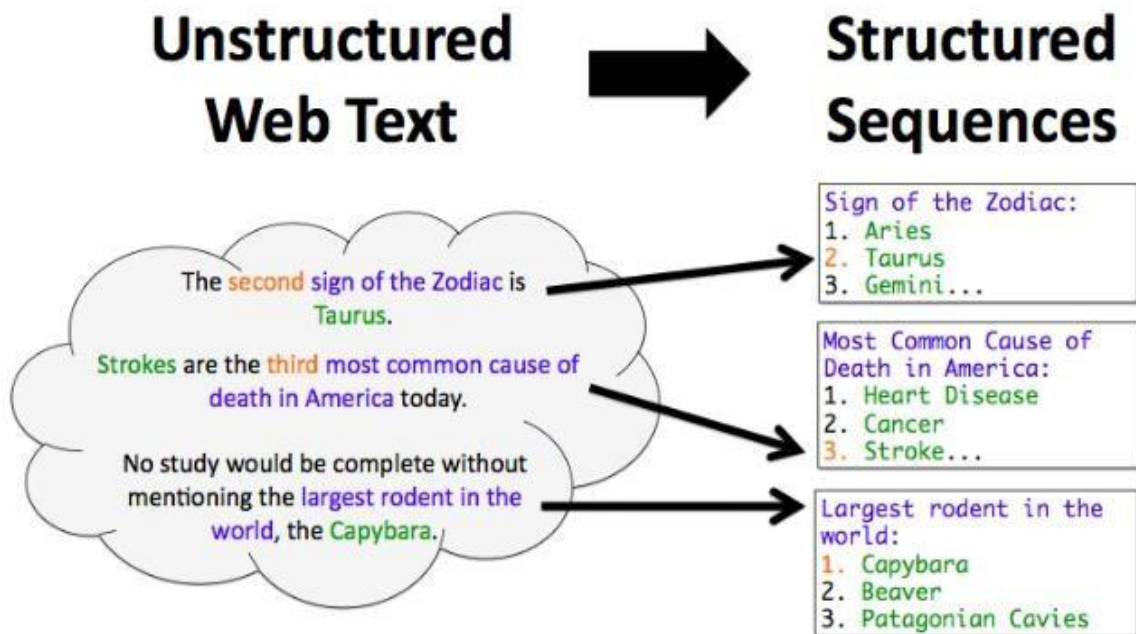 Unstructured
Web Text
Structured
Sequences
The second sign of the Zodiac is
Taurus.
Strokes are the third most common cause of
death in America today.
No study would be complete without
mentioning the largest rodent in the
world, the Capybara.
Sign of the Zodiac:
1. Aries
2. Taurus
3. Gemini...
Most Common Cause of
Death in America:
1. Heart Disease
2. Cancer
3. Stroke...
Largest rodent in the
world:
1. Capybara
2. Beaver
3. Patagonian Cavies